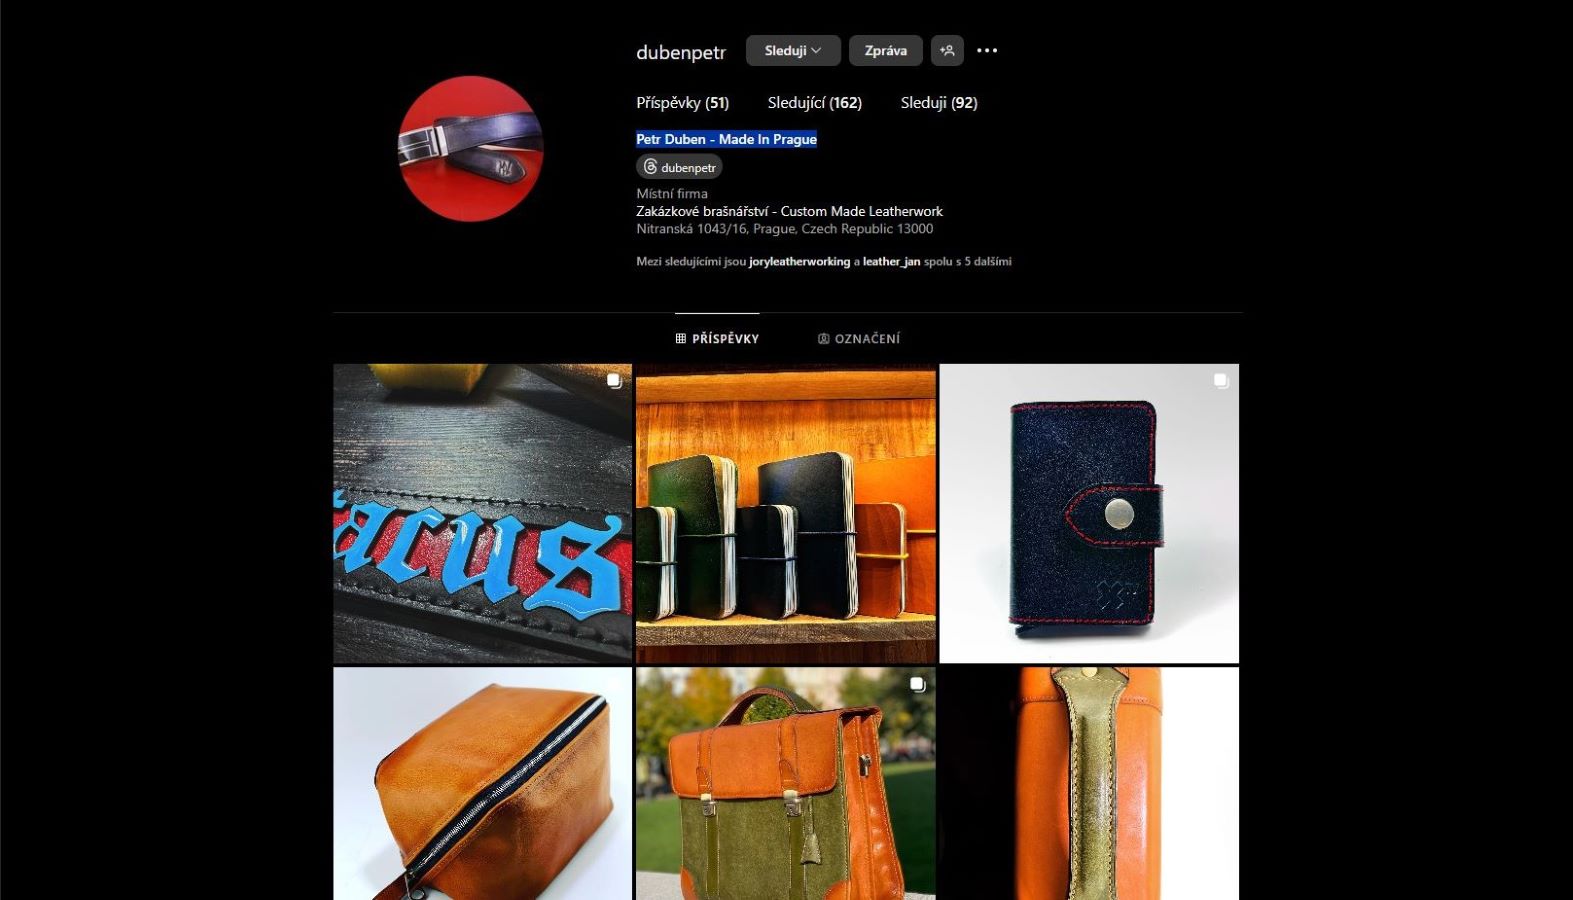 dubenpetr
Sleduji
Zpráva
Příspěvky (51)
Sledující (162)
Sleduji (92)
Petr Duben - Made In Prague
dubenpetr
Místní firma
Zakázkové brašnářství - Custom Made Leatherwork
Nitranská 1043/16, Prague, Czech Republic 13000
Mezi sledujícími jsou joryleatherworking a leather_jan spolu s 5 dalšími
PŘÍSPĚVKY
OZNAČENÍ
acus